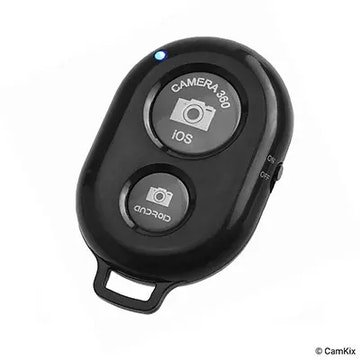 CAMERA 360
iOS
ANDROID
ON
OFF
© CamKix